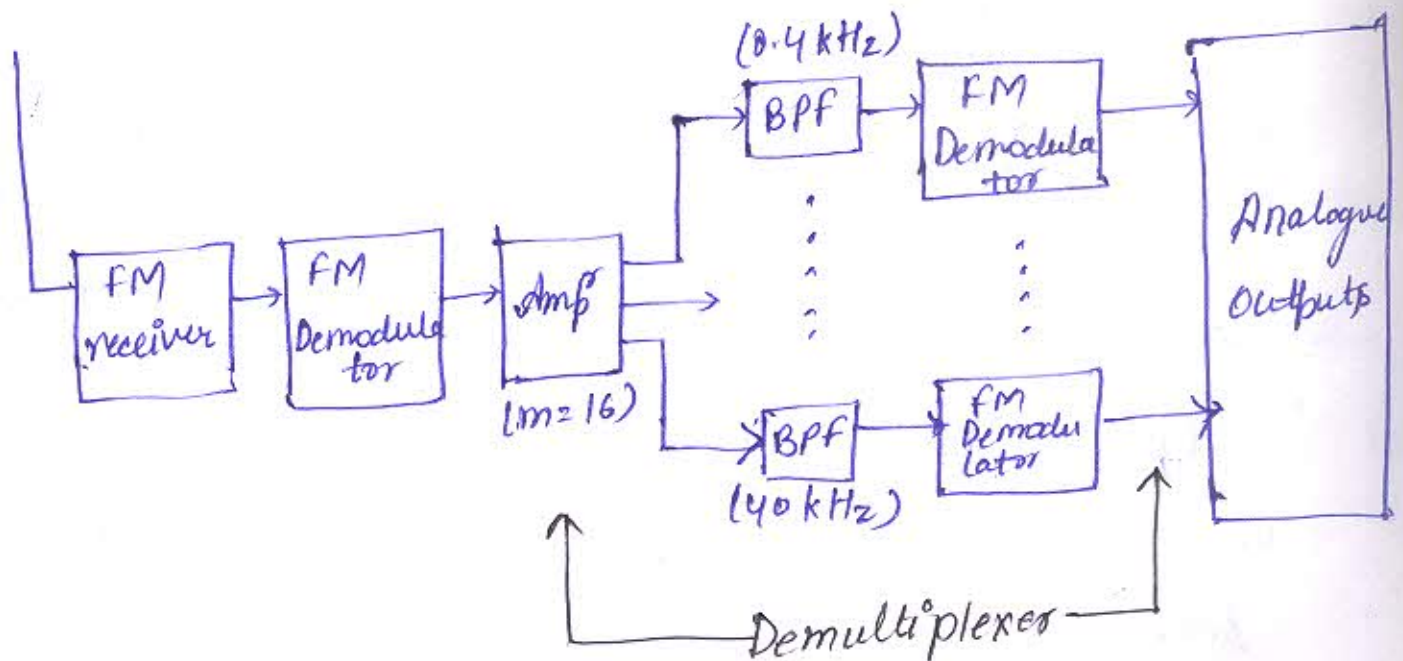 (0.4 kHz)
BPF
FM
Demodula
tor
FM
receiver
FM
Demodula
tor
Amp
(m=16)
BPF
(40 kHz)
FM
Demodu
lator
Analogue
Outputs
Demultiplexer